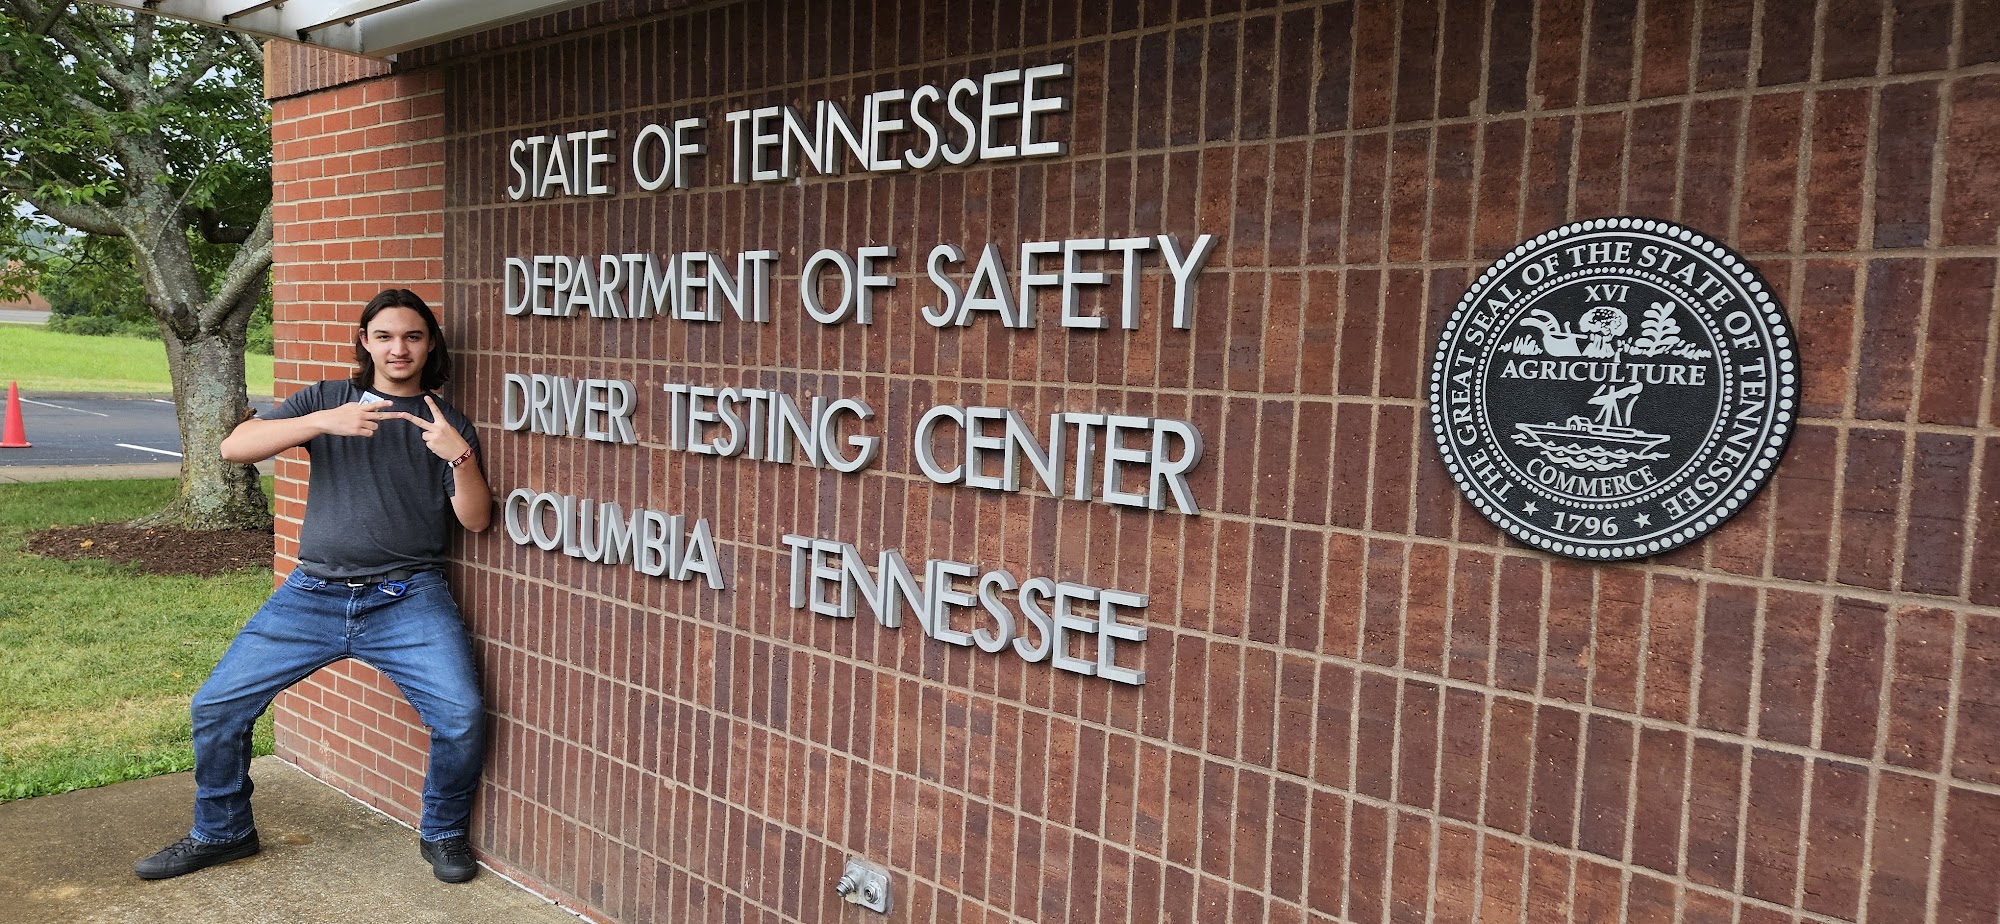 STATE OF TENNESSEE
DEPARTMENT OF SAFETY
DRIVER TESTING CENTER
COLUMBIA TENNESSEE
THE GREAT SEAL OF THE STATE OF TENNESSEE
XVI
AGRICULTURE
COMMERCE
1796